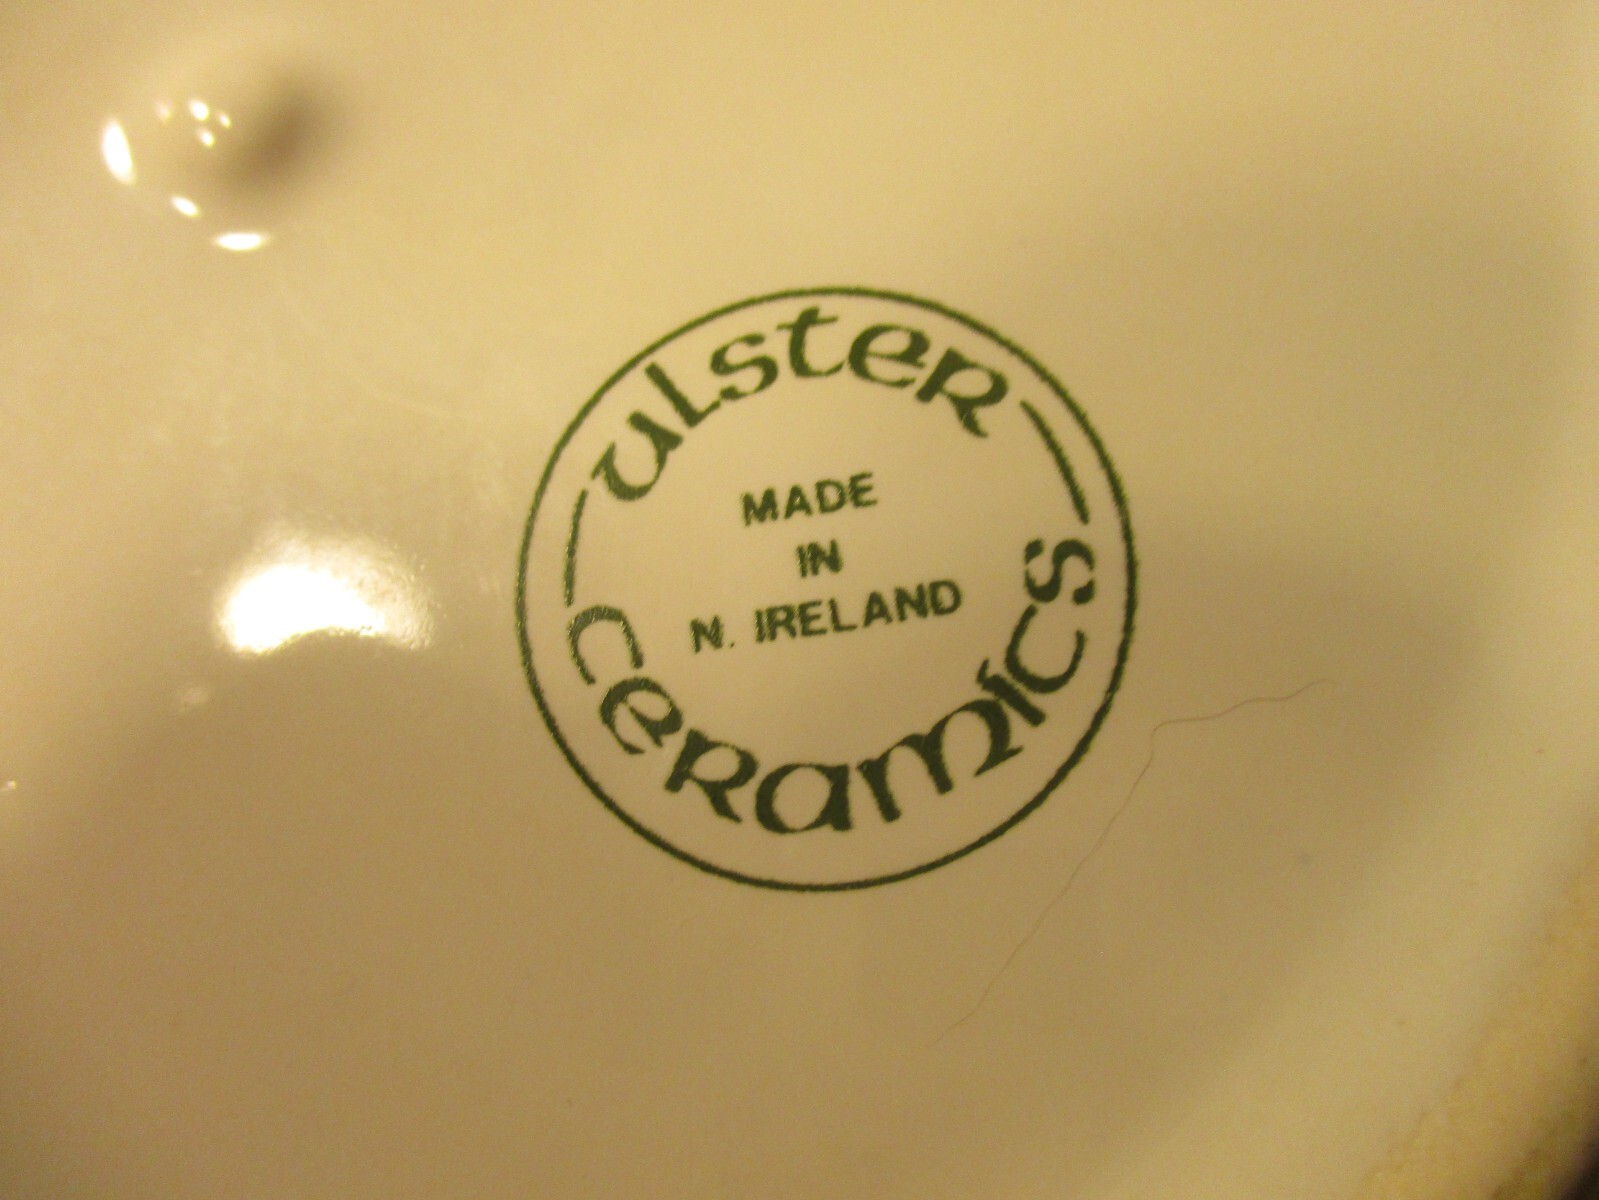 ulster
MADE
IN
N. IRELAND
ceramics